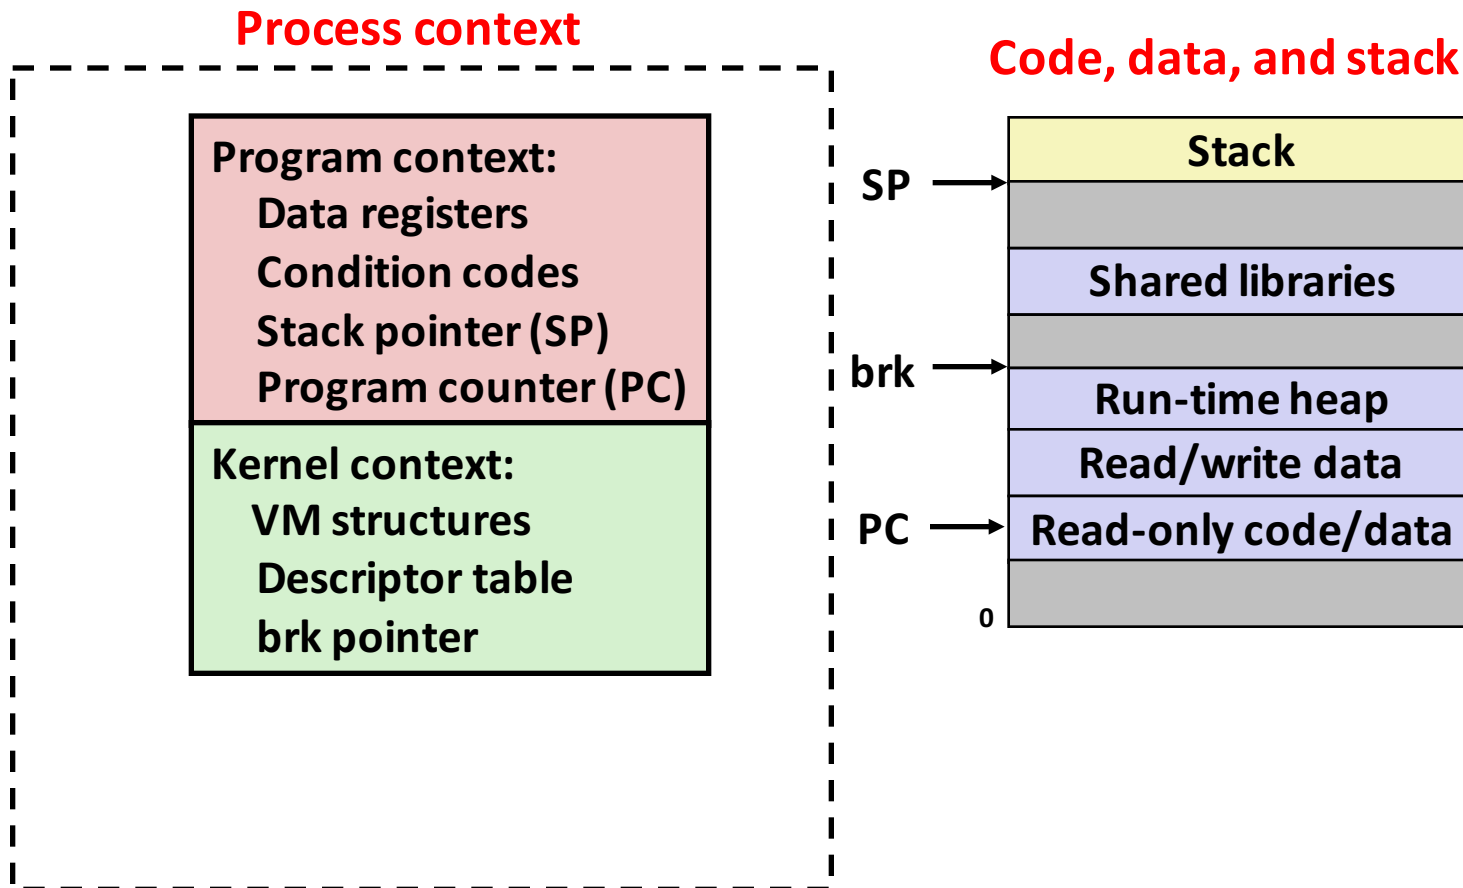 Process context
Program context:
Data registers
Condition codes
Stack pointer (SP)
Program counter (PC)
Kernel context:
VM structures
Descriptor table
brk pointer
Code, data, and stack
Stack
SP
Shared libraries
brk
Run-time heap
Read/write data
PC
Read-only code/data
0